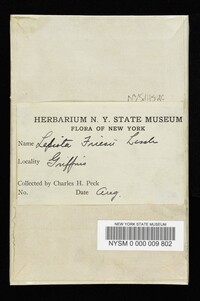 HERBARIUM N. Y. STATE MUSEUM
FLORA OF NEW YORK
Name Lepiota Friesii Lasch
Locality Griffins
Collected by Charles H. Peck
No. Date Aug
NEW YORK STATE MUSEUM
NYSM 0 000 009 802